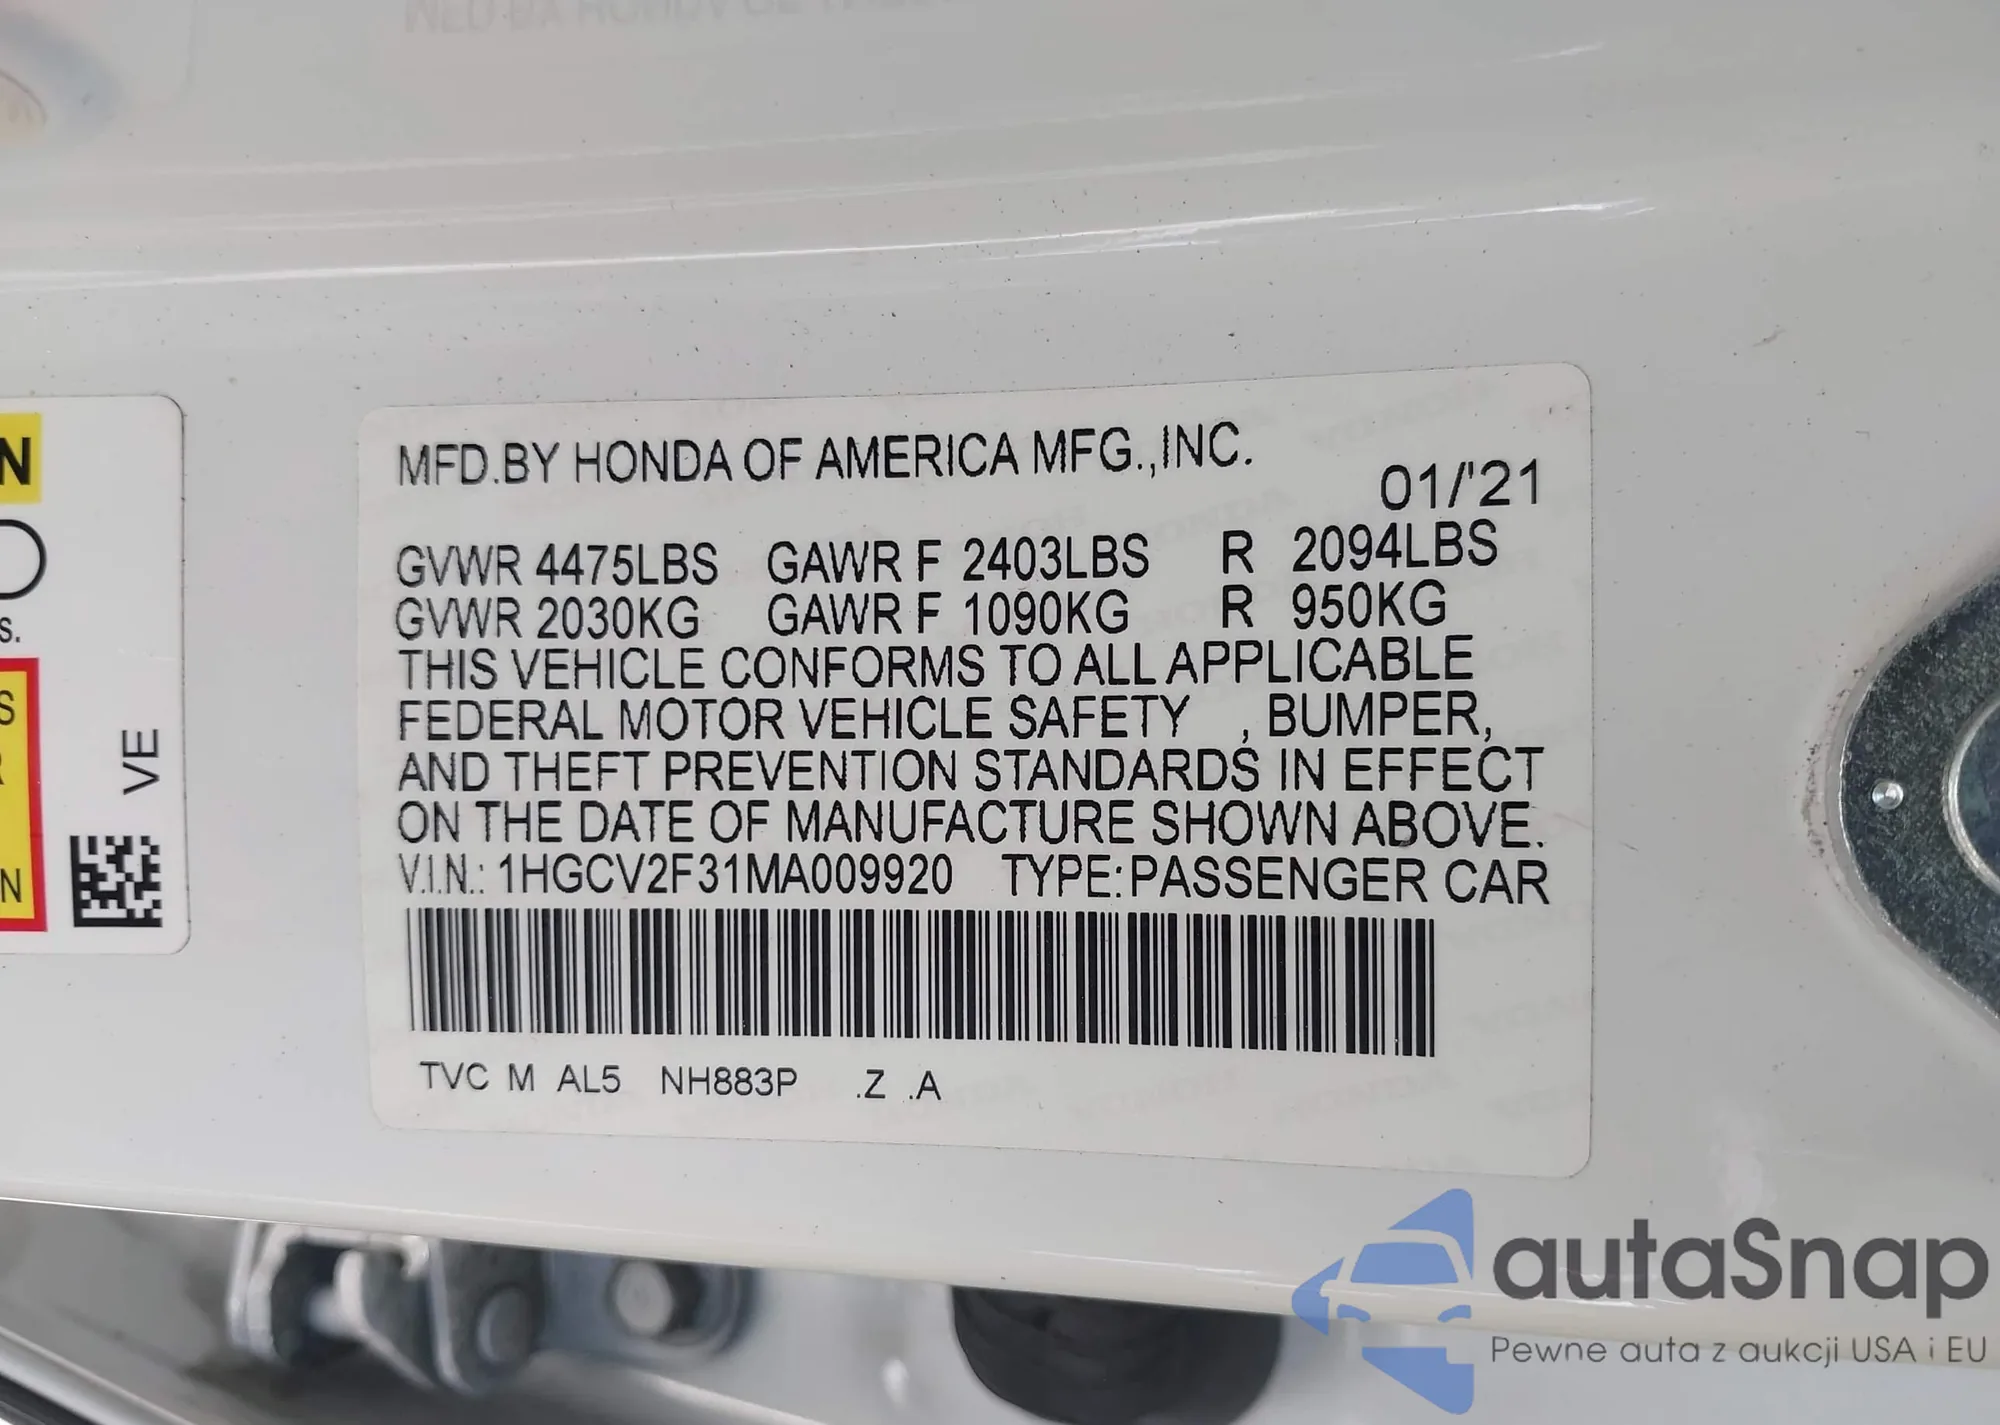 MFD.BY HONDA OF AMERICA MFG.,INC.
01/'21
GVWR 4475LBS GAWR F 2403LBS R 2094LBS
GVWR 2030KG GAWR F 1090KG R 950KG
THIS VEHICLE CONFORMS TO ALL APPLICABLE
FEDERAL MOTOR VEHICLE SAFETY , BUMPER,
AND THEFT PREVENTION STANDARDS IN EFFECT
ON THE DATE OF MANUFACTURE SHOWN ABOVE.
V.I.N.: 1HGCV2F31MA009920 TYPE:PASSENGER CAR
TVC M AL5 NH883P .Z .A
VE
autaSnap
Pewne auta z aukcji USA i EU